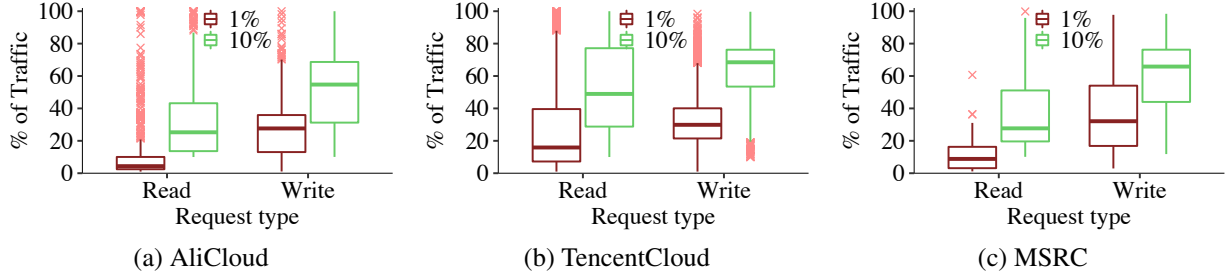 % of Traffic
100
80
60
40
20
0
1%
10%
Read
Write
Request type
(a) AliCloud
% of Traffic
100
80
60
40
20
0
1%
10%
Read
Write
Request type
(b) TencentCloud
% of Traffic
100
80
60
40
20
0
1%
10%
Read
Write
Request type
(c) MSRC